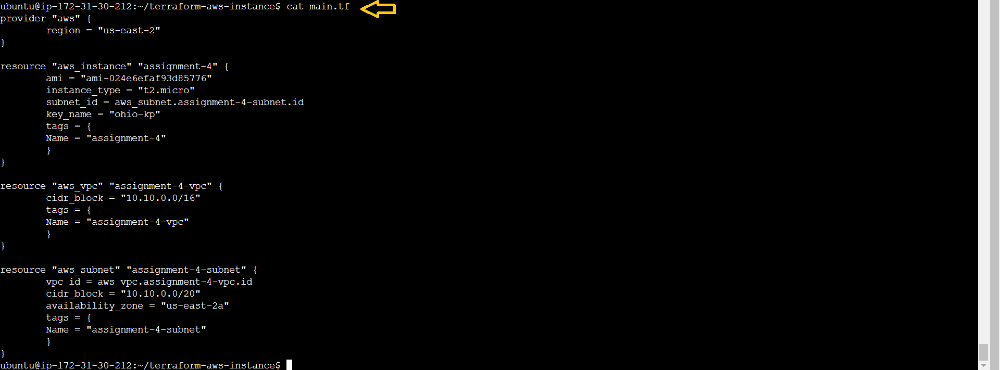 ubuntu@ip-172-31-30-212:~/terraform-aws-instance$ cat main.tf
provider "aws" {
        region = "us-east-2"
}

resource "aws_instance" "assignment-4" {
        ami = "ami-024e6efaf93d85776"
        instance_type = "t2.micro"
        subnet_id = aws_subnet.assignment-4-subnet.id
        key_name = "ohio-kp"
        tags = {
        Name = "assignment-4"
        }
}

resource "aws_vpc" "assignment-4-vpc" {
        cidr_block = "10.10.0.0/16"
        tags = {
        Name = "assignment-4-vpc"
        }
}

resource "aws_subnet" "assignment-4-subnet" {
        vpc_id = aws_vpc.assignment-4-vpc.id
        cidr_block = "10.10.0.0/20"
        availability_zone = "us-east-2a"
        tags = {
        Name = "assignment-4-subnet"
        }
}
ubuntu@ip-172-31-30-212:~/terraform-aws-instance$